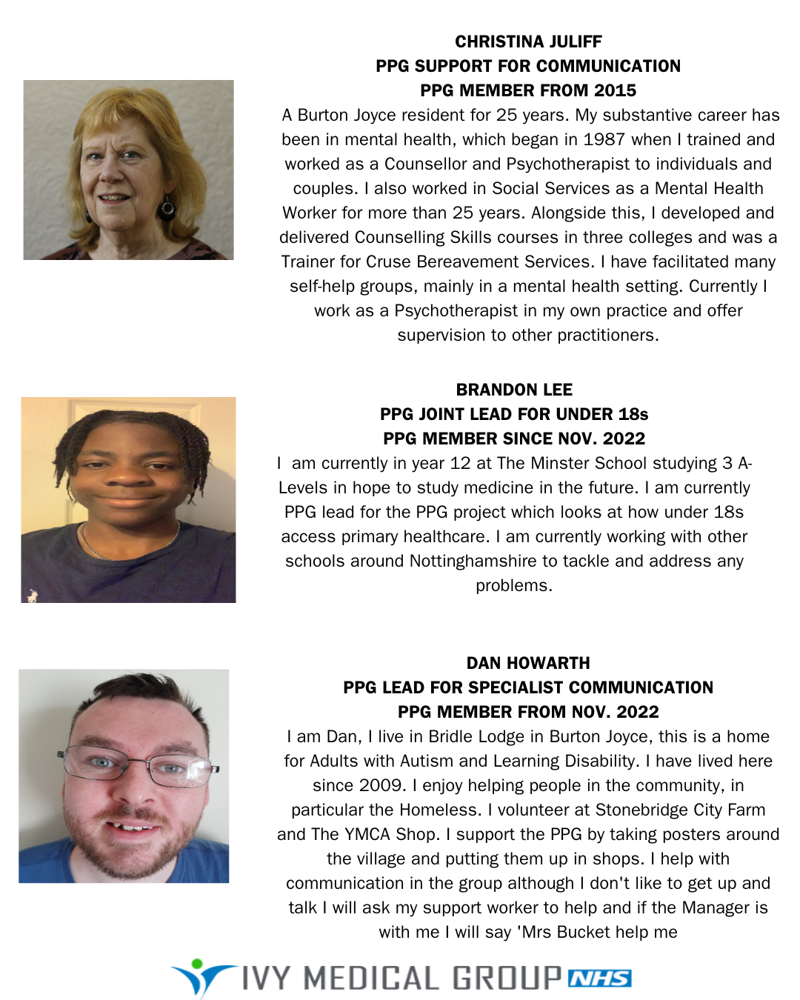 CHRISTINA JULIFF
PPG SUPPORT FOR COMMUNICATION
PPG MEMBER FROM 2015
A Burton Joyce resident for 25 years. My substantive career has
been in mental health, which began in 1987 when I trained and
worked as a Counsellor and Psychotherapist to individuals and
couples. I also worked in Social Services as a Mental Health
Worker for more than 25 years. Alongside this, I developed and
delivered Counselling Skills courses in three colleges and was a
Trainer for Cruse Bereavement Services. I have facilitated many
self-help groups, mainly in a mental health setting. Currently I
work as a Psychotherapist in my own practice and offer
supervision to other practitioners.
BRANDON LEE
PPG JOINT LEAD FOR UNDER 18s
PPG MEMBER SINCE NOV. 2022
I am currently in year 12 at The Minster School studying 3 A-
Levels in hope to study medicine in the future. I am currently
PPG lead for the PPG project which looks at how under 18s
access primary healthcare. I am currently working with other
schools around Nottinghamshire to tackle and address any
problems.
DAN HOWARTH
PPG LEAD FOR SPECIALIST COMMUNICATION
PPG MEMBER FROM NOV. 2022
I am Dan, I live in Bridle Lodge in Burton Joyce, this is a home
for Adults with Autism and Learning Disability. I have lived here
since 2009. I enjoy helping people in the community, in
particular the Homeless. I volunteer at Stonebridge City Farm
and The YMCA Shop. I support the PPG by taking posters around
the village and putting them up in shops. I help with
communication in the group although I don't like to get up and
talk I will ask my support worker to help and if the Manager is
with me I will say 'Mrs Bucket help me
IVY MEDICAL GROUP NHS